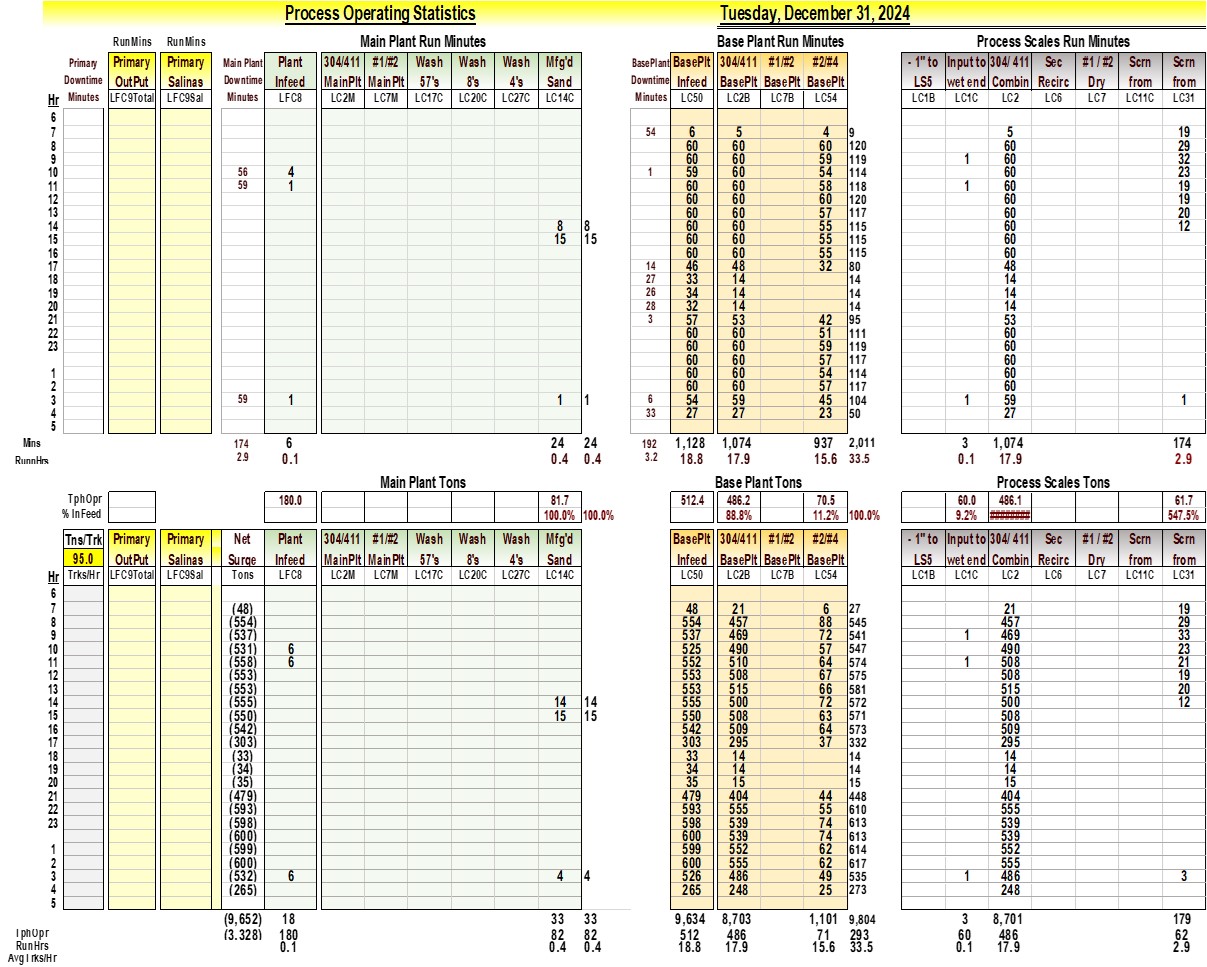 Process Operating Statistics Tuesday, December 31, 2024
RunMins RunMins Main Plant Run Minutes Base Plant Run Minutes Process Scales Run Minutes
Primary Primary Primary Main Plant Plant 304/411 #1/#2 Wash Wash Wash Mfg'd BasePlant BasePlt 304/411 #1/#2 #2/#4 - 1" to Input to 304/ 411 Sec #1 / #2 Scrn Scrn
Downtime OutPut Salinas Downtime Infeed MainPlt MainPlt 57's 8's 4's Sand Downtime Infeed BasePlt BasePlt BasePlt LS5 wet end Combin Recirc Dry from from
Hr Minutes LFC9Total LFC9Sal Minutes LFC8 LC2M LC7M LC17C LC20C LC27C LC14C Minutes LC50 LC2B LC7B LC54 LC1B LC1C LC2 LC6 LC7 LC11C LC31
6
7 54 6 5 4 9 5 19
8 60 60 60 120 60 29
9 60 60 59 119 1 60 32
10 56 4 1 59 60 54 114 60 23
11 59 1 60 60 58 118 1 60 19
12 60 60 60 120 60 19
13 60 60 57 117 60 20
14 8 8 60 60 55 115 60 12
15 15 15 60 60 55 115 60
16 60 60 55 115 60
17 14 46 48 32 80 48
18 27 33 14 14 14
19 26 34 14 14 14
20 28 32 14 14 14
21 3 57 53 42 95 53
22 60 60 51 111 60
23 60 60 59 119 60
60 60 57 117 60
1 60 60 54 114 60
2 60 60 57 117 60
3 59 1 1 1 6 54 59 45 104 1 59 1
4 33 27 27 23 50 27
5
Mins 174 6 24 24 192 1,128 1,074 937 2,011 3 1,074 174
RunnHrs 2.9 0.1 0.4 0.4 3.2 18.8 17.9 15.6 33.5 0.1 17.9 2.9
Main Plant Tons Base Plant Tons Process Scales Tons
TphOpr 180.0 81.7 512.4 486.2 70.5 60.0 486.1 61.7
% InFeed 100.0% 100.0% 88.8% 11.2% 100.0% 9.2% ######## 547.5%
Tns/Trk Primary Primary Net Plant 304/411 #1/#2 Wash Wash Wash Mfg'd BasePlt 304/411 #1/#2 #2/#4 - 1" to Input to 304/ 411 Sec #1 / #2 Scrn Scrn
95.0 OutPut Salinas Surge Infeed MainPlt MainPlt 57's 8's 4's Sand Infeed BasePlt BasePlt BasePlt LS5 wet end Combin Recirc Dry from from
Hr Trks/Hr LFC9Total LFC9Sal Tons LFC8 LC2M LC7M LC17C LC20C LC27C LC14C LC50 LC2B LC7B LC54 LC1B LC1C LC2 LC6 LC7 LC11C LC31
6
7 (48) 48 21 6 27 21 19
8 (554) 554 457 88 545 457 29
9 (537) 537 469 72 541 1 469 33
10 (531) 6 525 490 57 547 490 23
11 (558) 6 552 510 64 574 1 508 21
12 (553) 553 508 67 575 508 19
13 (553) 553 515 66 581 515 20
14 (555) 14 14 555 500 72 572 500 12
15 (550) 15 15 550 508 63 571 508
16 (542) 542 509 64 573 509
17 (303) 303 295 37 332 295
18 (33) 33 14 14 14
19 (34) 34 14 14 14
20 (35) 35 15 15 15
21 (479) 479 404 44 448 404
22 (593) 593 555 55 610 555
23 (598) 598 539 74 613 539
(600) 600 539 74 613 539
1 (599) 599 552 62 614 552
2 (600) 600 555 62 617 555
3 (532) 6 4 4 526 486 49 535 1 486 3
4 (265) 265 248 25 273 248
5
(9,652) 18 33 33 9,634 8,703 1,101 9,804 3 8,701 179
TphOpr (3,328) 180 82 82 512 486 71 293 60 486 62
RunHrs 0.1 0.4 0.4 18.8 17.9 15.6 33.5 0.1 17.9 2.9
Avg Trks/Hr